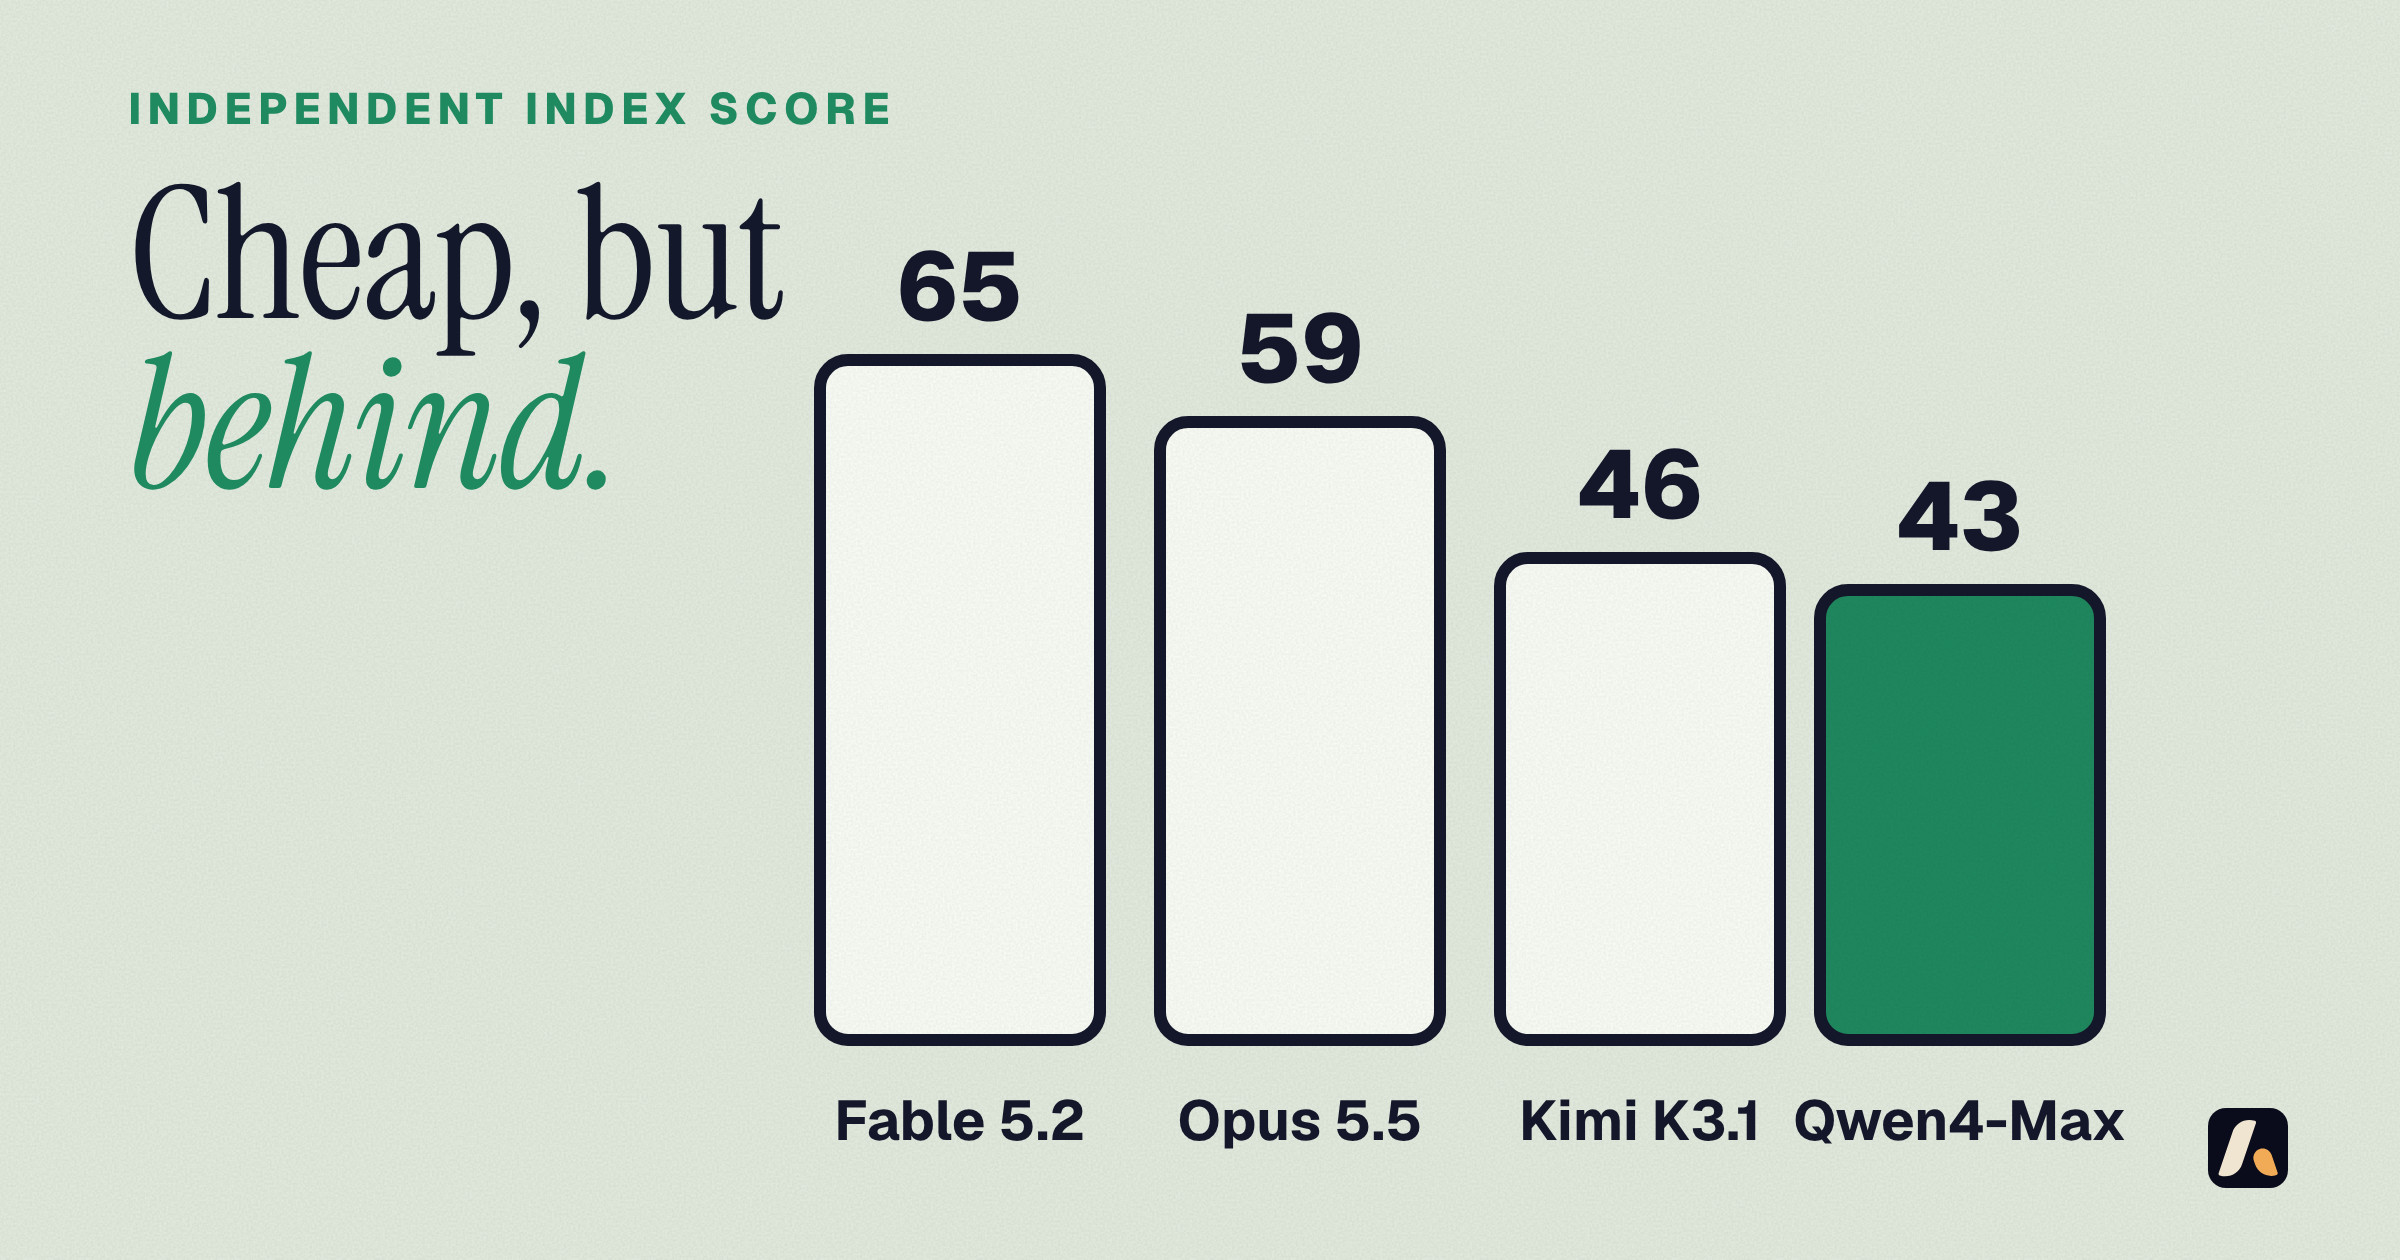 INDEPENDENT INDEX SCORE
Cheap, but
behind.
65
59
46
43
Fable 5.2
Opus 5.5
Kimi K3.1
Qwen4-Max